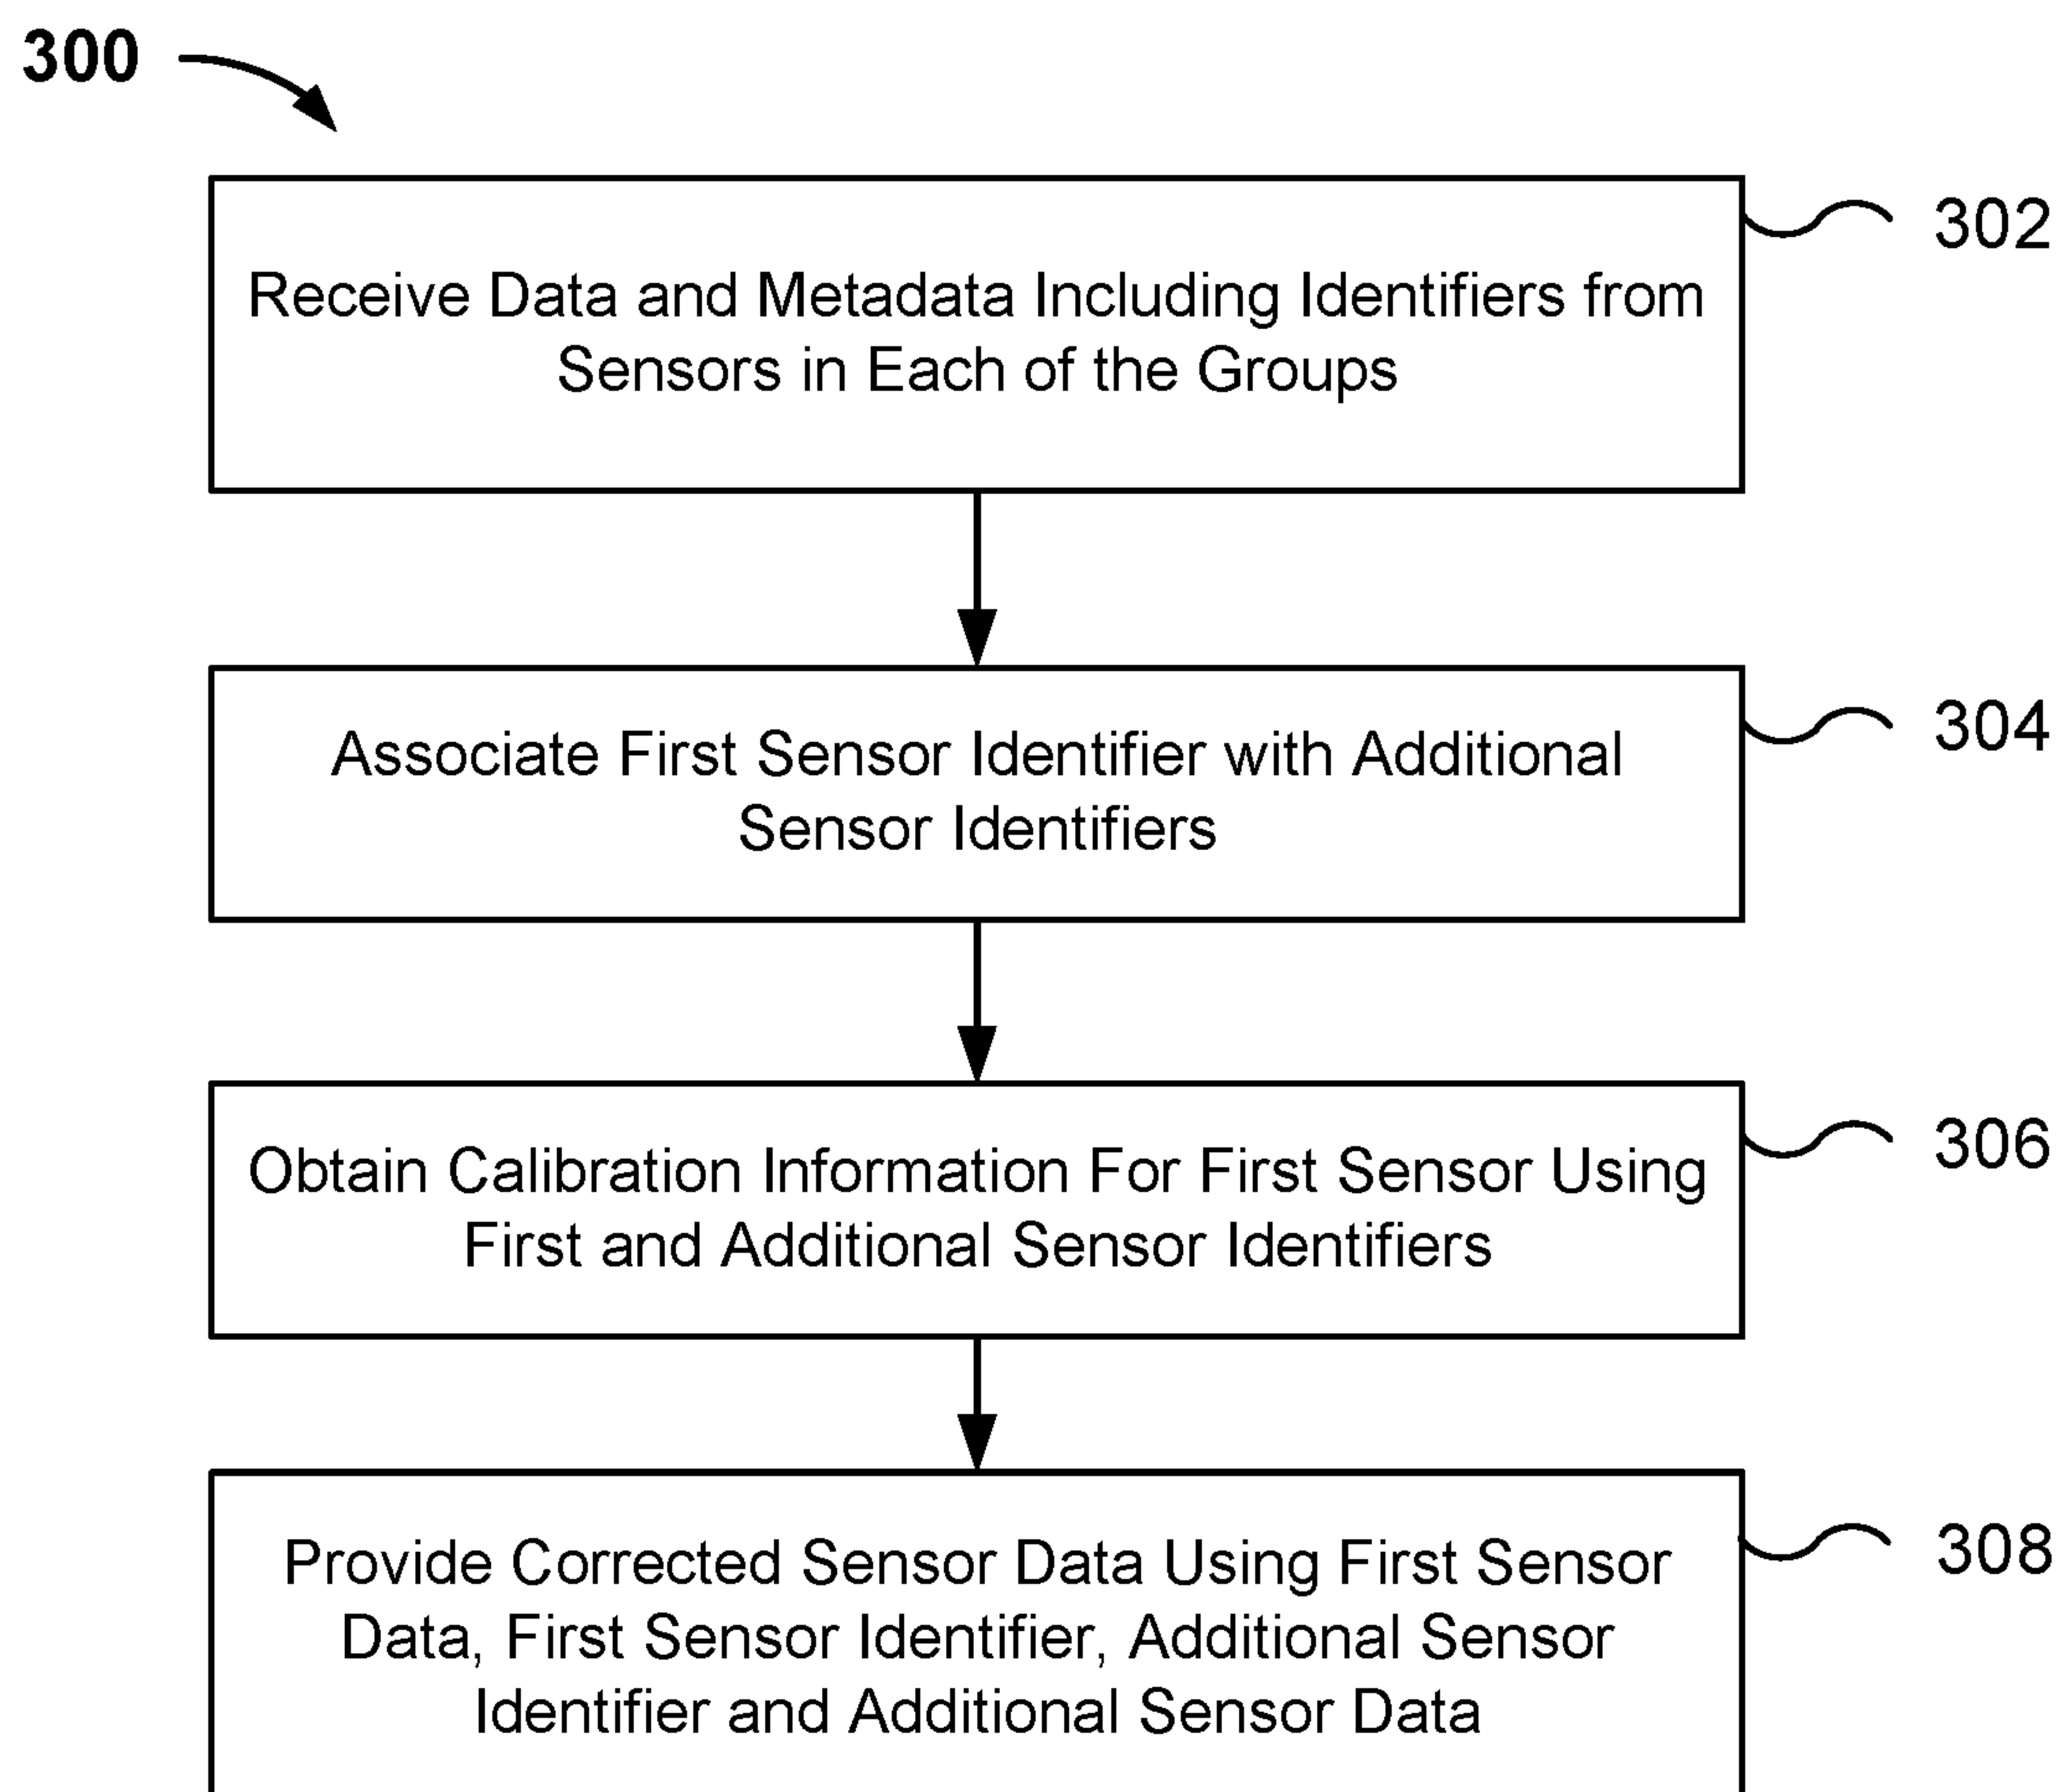 300
302
Receive Data and Metadata Including Identifiers from
Sensors in Each of the Groups
304
Associate First Sensor Identifier with Additional
Sensor Identifiers
306
Obtain Calibration Information For First Sensor Using
First and Additional Sensor Identifiers
308
Provide Corrected Sensor Data Using First Sensor
Data, First Sensor Identifier, Additional Sensor
Identifier and Additional Sensor Data